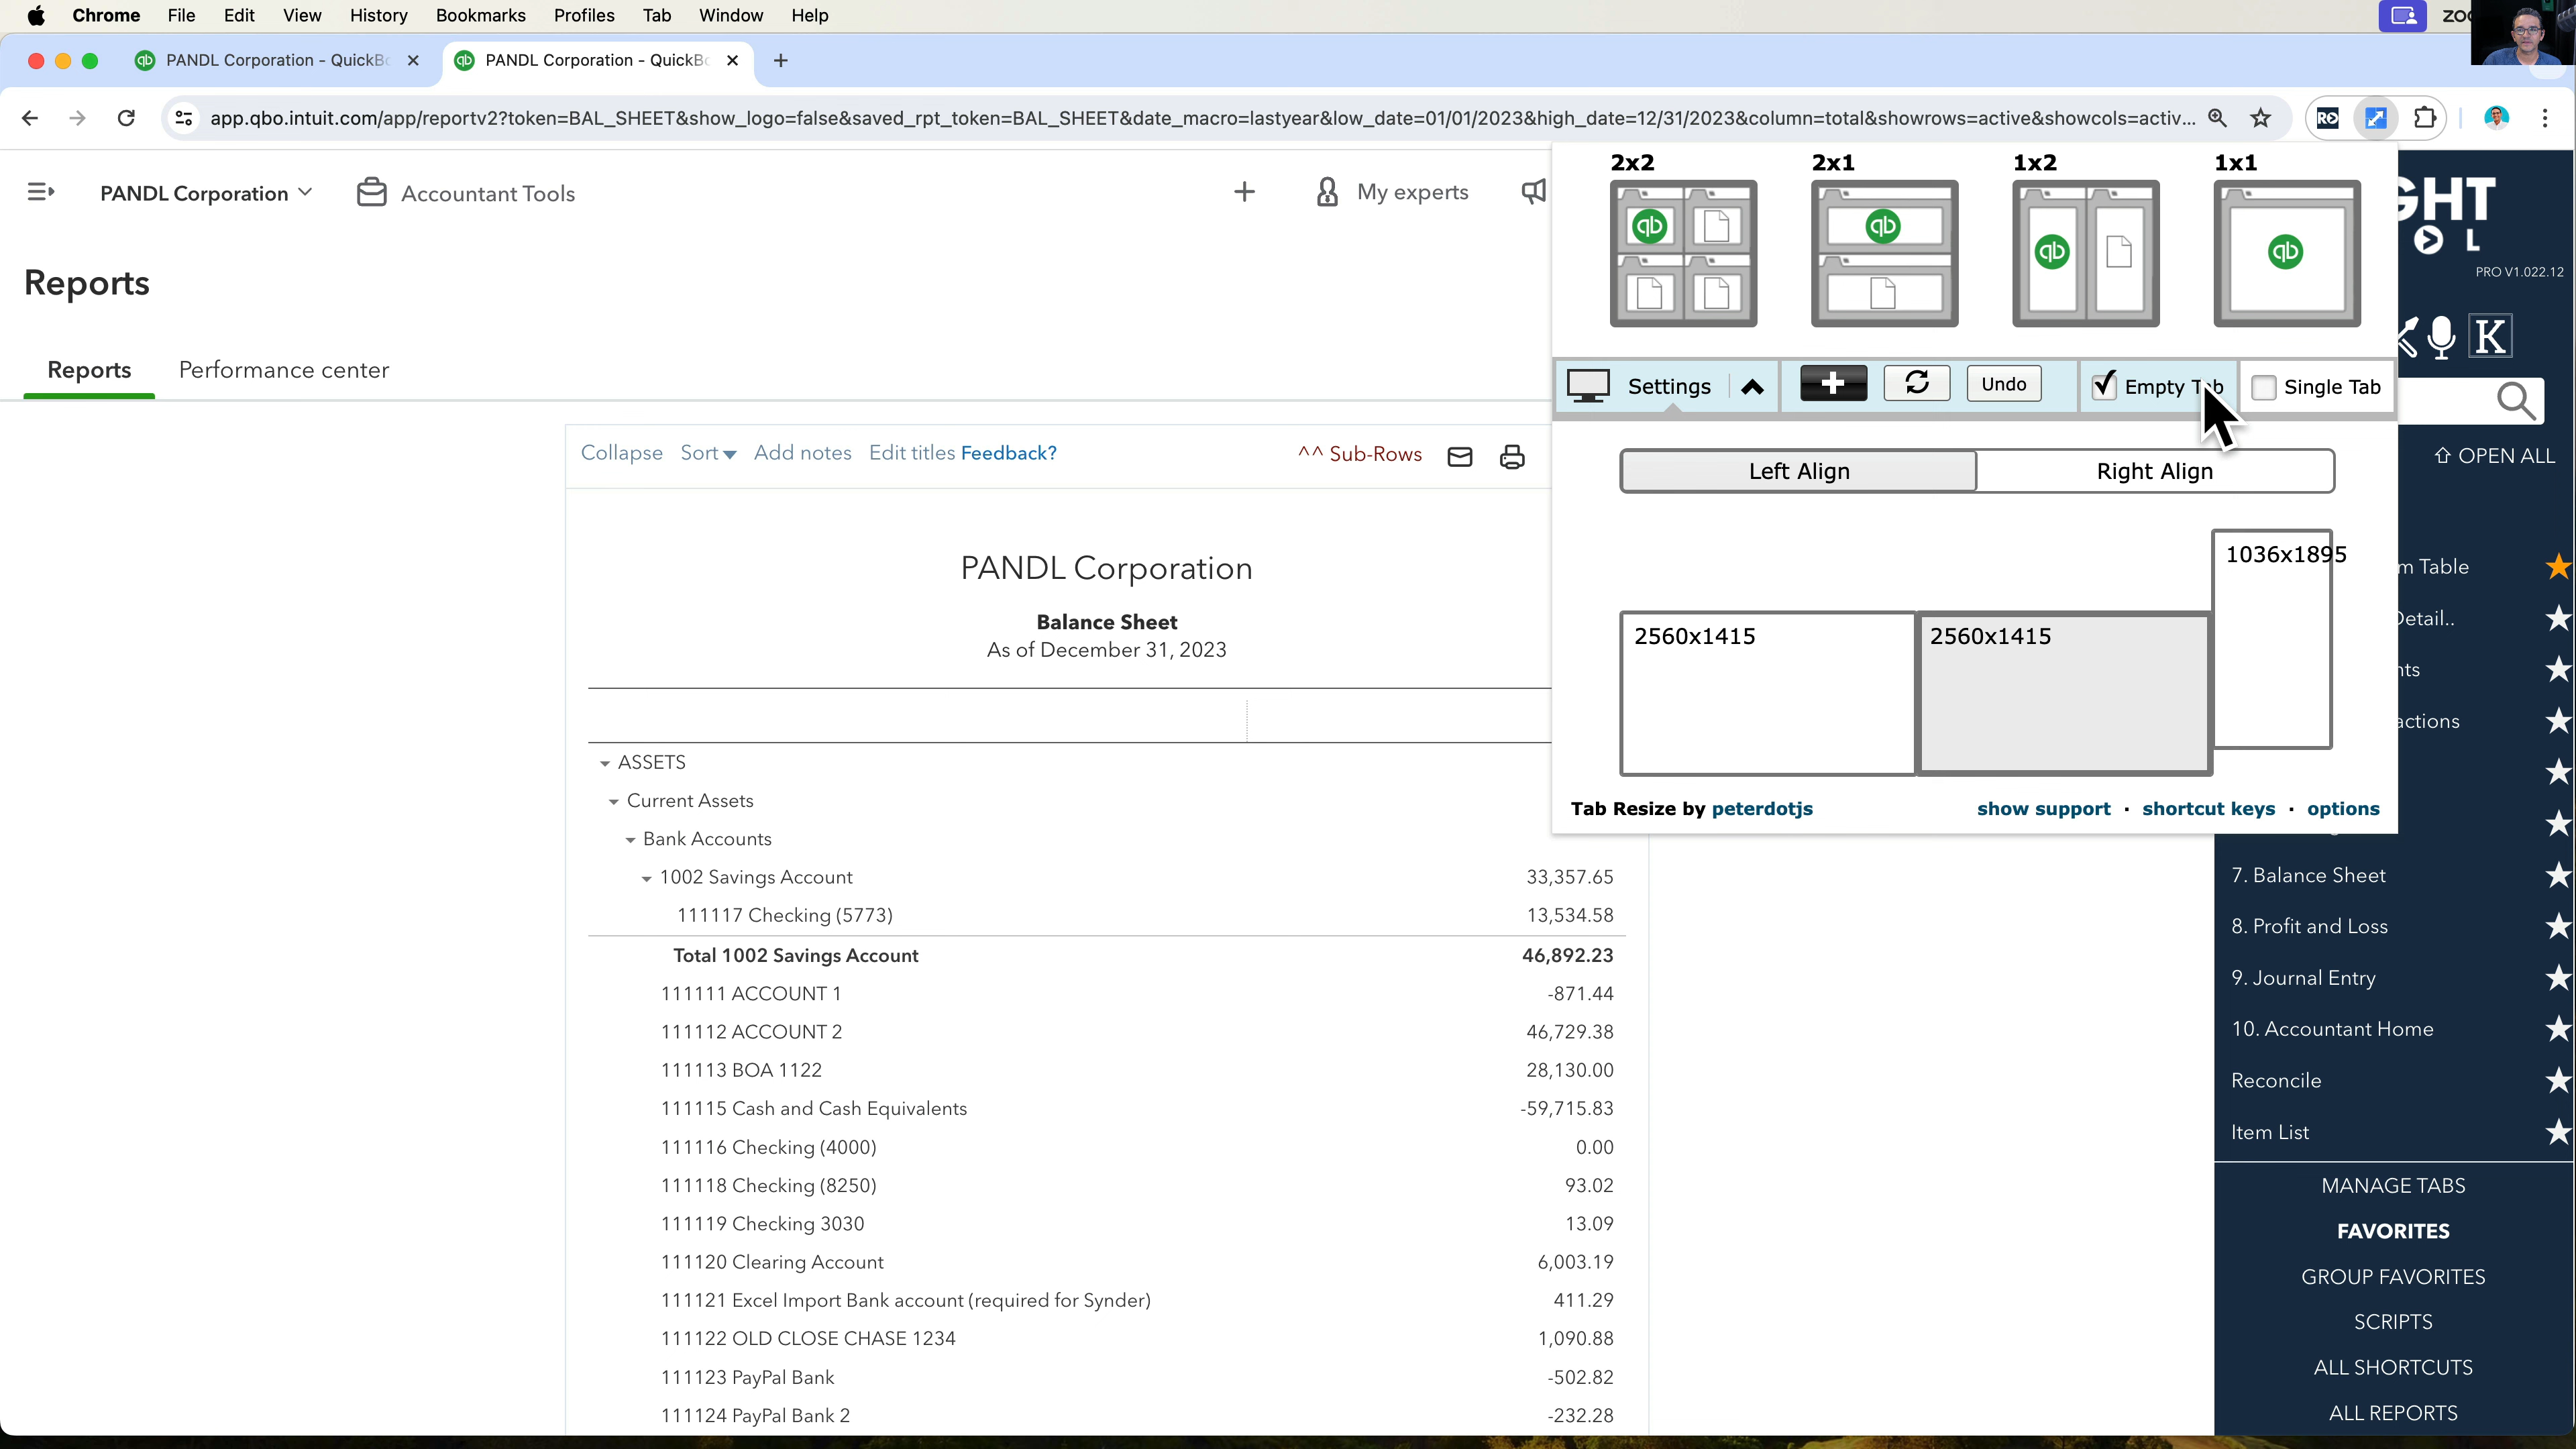 Chrome File Edit View History Bookmarks Profiles Tab Window Help
PANDL Corporation - QuickBo PANDL Corporation - QuickBo
app.qbo.intuit.com/app/reportv2?token=BAL_SHEET&show_logo=false&saved_rpt_token=BAL_SHEET&date_macro=lastyear&low_date=01/01/2023&high_date=12/31/2023&column=total&showrows=active&showcols=activ...
PANDL Corporation Accountant Tools My experts
Reports
Reports Performance center
2x2 2x1 1x2 1x1
PRO V1.022.12
K
Settings Undo Empty Tab Single Tab
OPEN ALL
Left Align Right Align
1036x1895
2560x1415 2560x1415
Tab Resize by peterdotjs show support · shortcut keys · options
Collapse Sort Add notes Edit titles Feedback? ^^ Sub-Rows
PANDL Corporation
Balance Sheet
As of December 31, 2023
ASSETS
Current Assets
Bank Accounts
1002 Savings Account 33,357.65
111117 Checking (5773) 13,534.58
Total 1002 Savings Account 46,892.23
111111 ACCOUNT 1 -871.44
111112 ACCOUNT 2 46,729.38
111113 BOA 1122 28,130.00
111115 Cash and Cash Equivalents -59,715.83
111116 Checking (4000) 0.00
111118 Checking (8250) 93.02
111119 Checking 3030 13.09
111120 Clearing Account 6,003.19
111121 Excel Import Bank account (required for Synder) 411.29
111122 OLD CLOSE CHASE 1234 1,090.88
111123 PayPal Bank -502.82
111124 PayPal Bank 2 -232.28
m Table
Detail..
7. Balance Sheet
8. Profit and Loss
9. Journal Entry
10. Accountant Home
Reconcile
Item List
MANAGE TABS
FAVORITES
GROUP FAVORITES
SCRIPTS
ALL SHORTCUTS
ALL REPORTS